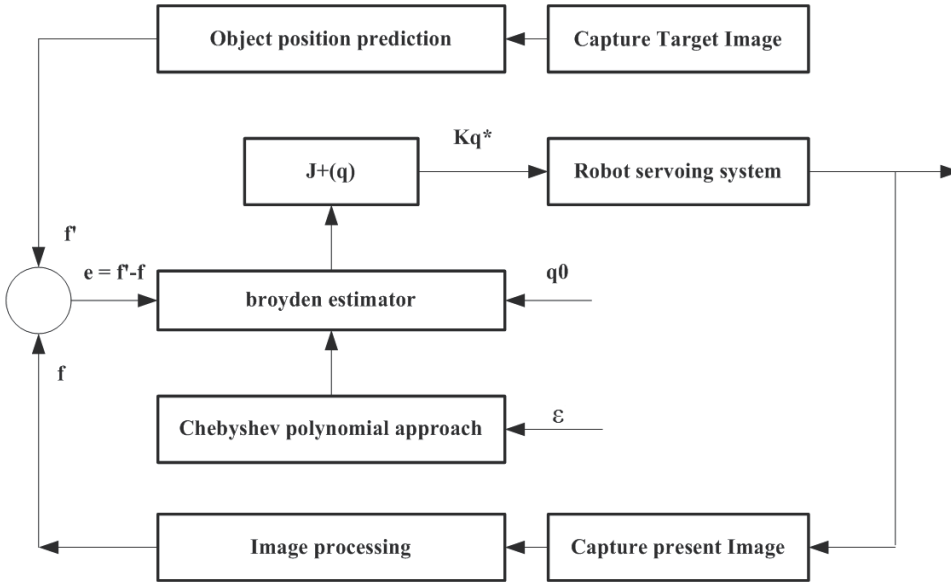 Object position prediction
Capture Target Image
Kq*
J+(q)
Robot servoing system
f'
e = f'-f
broyden estimator
q0
f
Chebyshev polynomial approach
ε
Image processing
Capture present Image